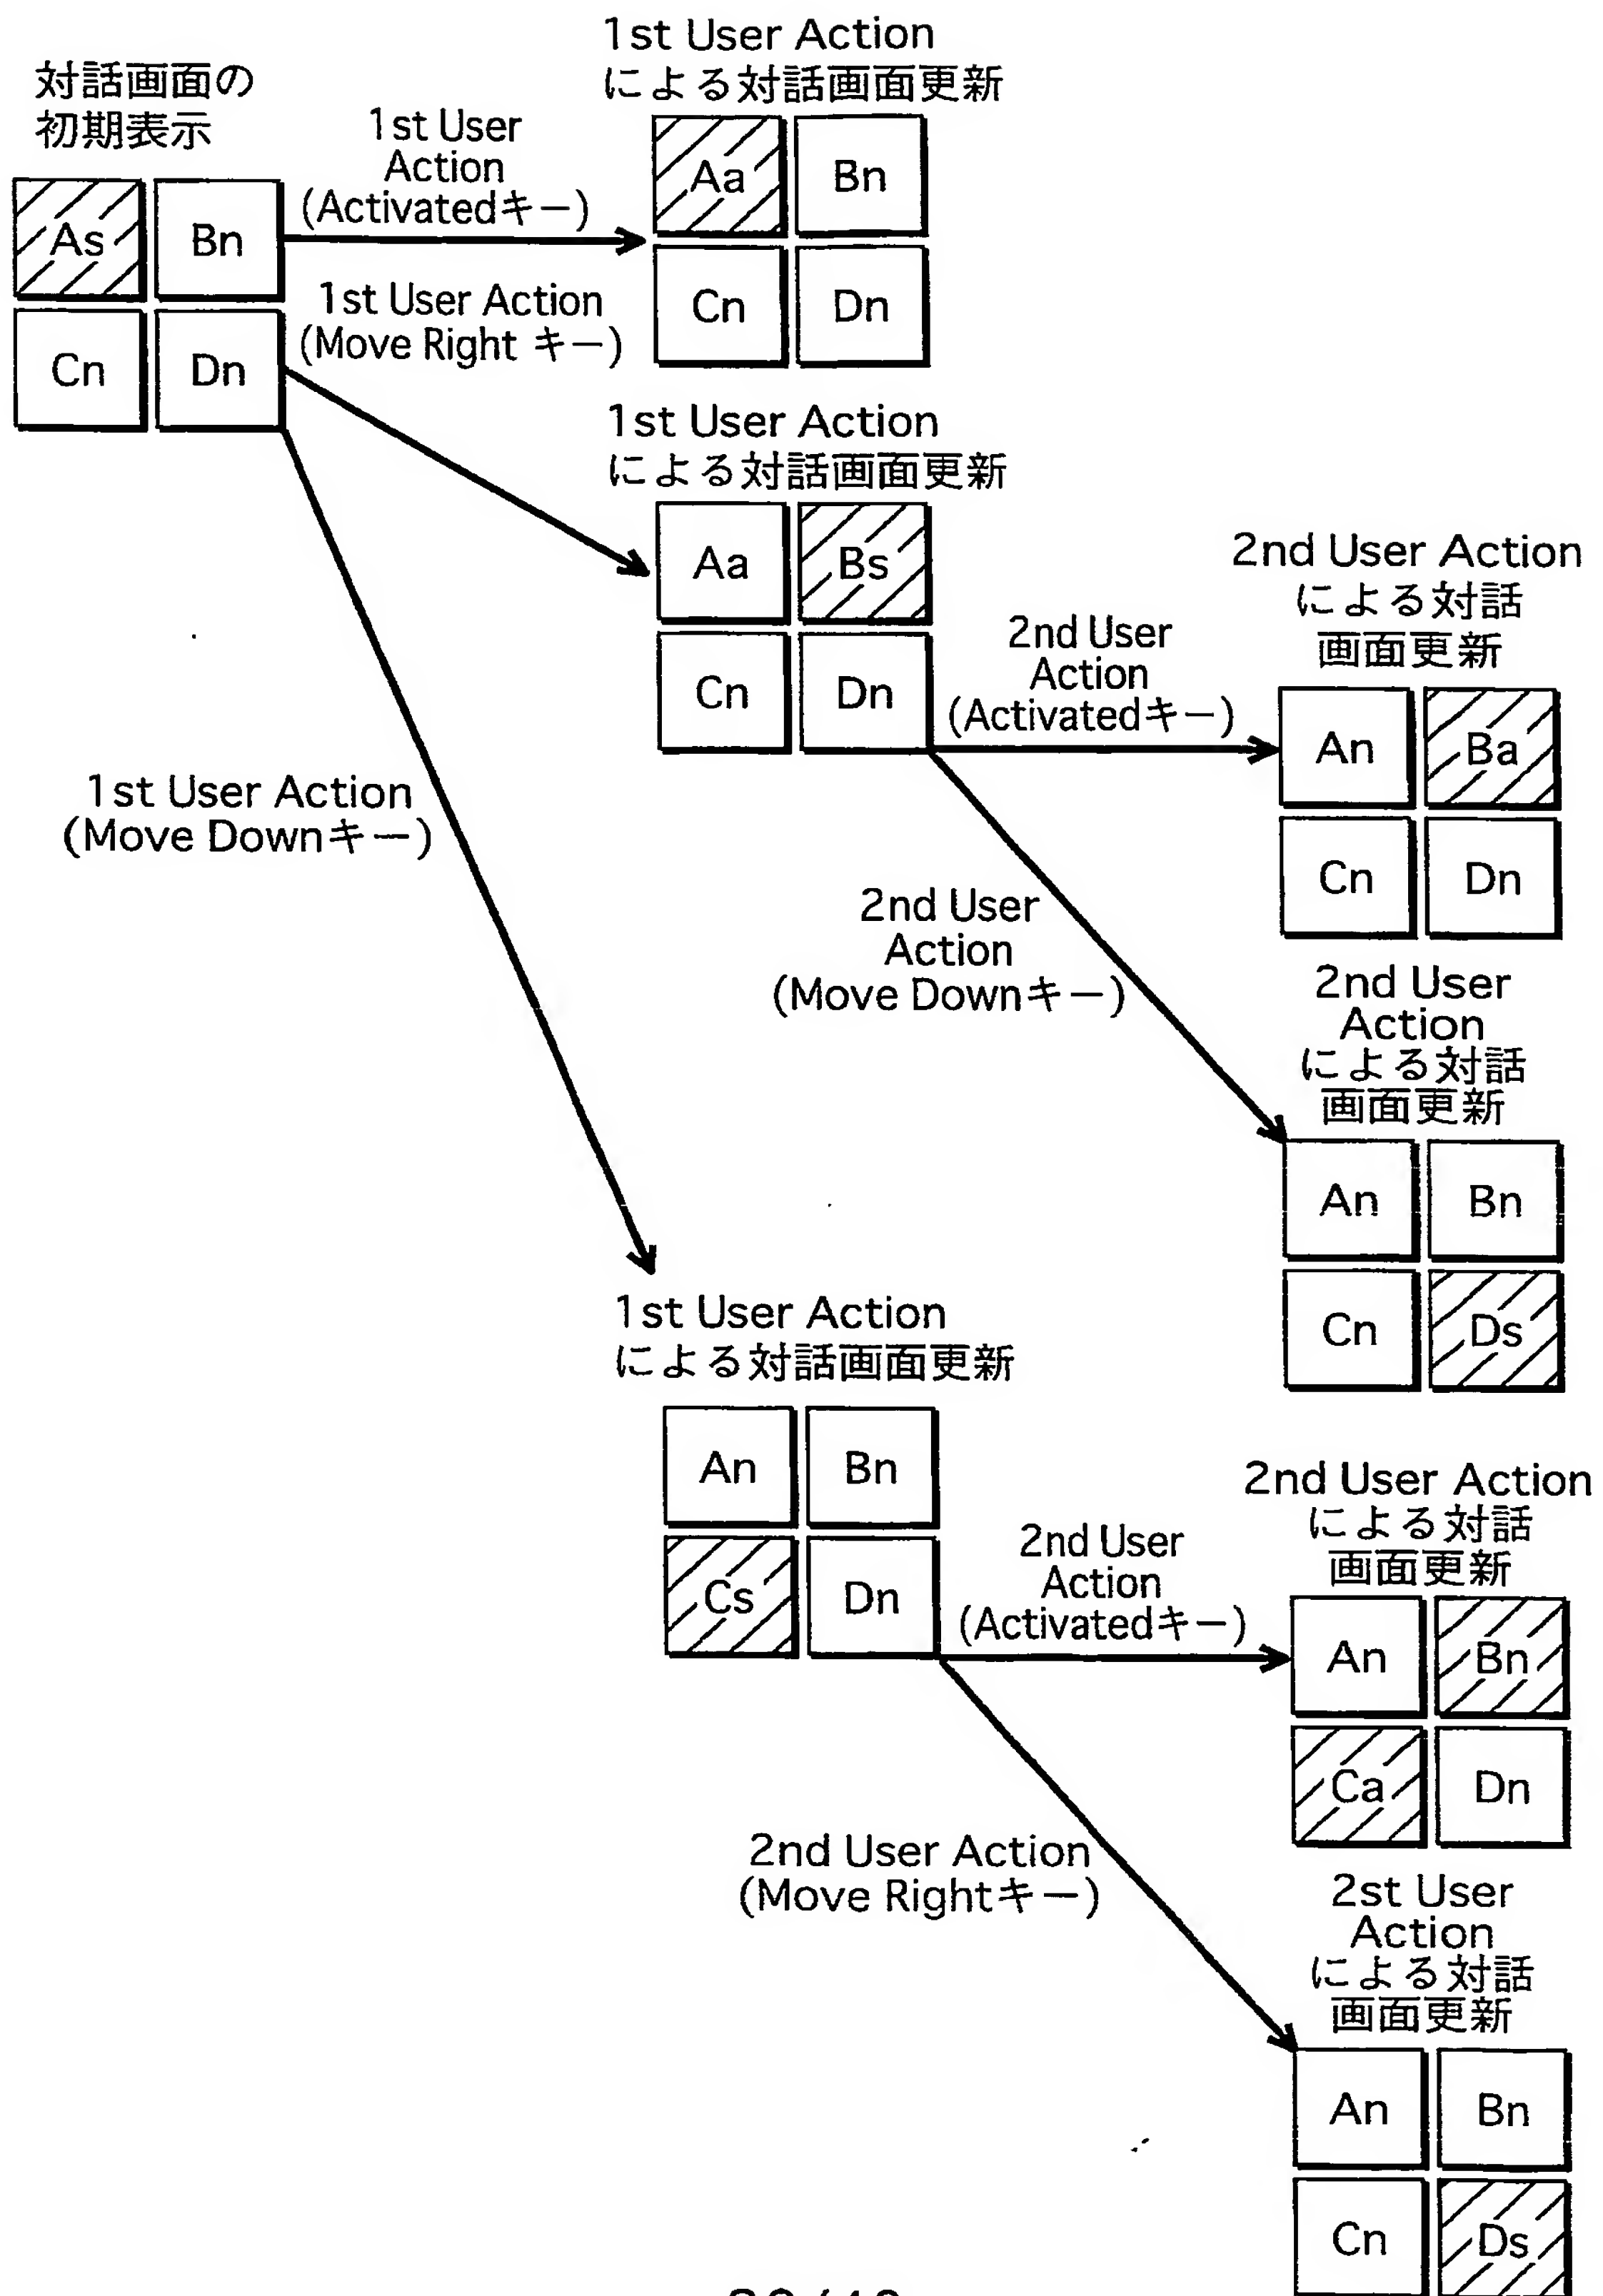 対話画面の
初期表示
As
Bn
Cn
Dn
1st User
Action
(Activatedキー)
1st User Action
による対話画面更新
Aa
Bn
Cn
Dn
1st User Action
(Move Right キー)
1st User Action
による対話画面更新
Aa
Bs
Cn
Dn
2nd User
Action
(Activatedキー)
2nd User Action
による対話
画面更新
An
Ba
Cn
Dn
2nd User
Action
(Move Downキー)
2nd User
Action
による対話
画面更新
An
Bn
Cn
Ds
1st User Action
(Move Downキー)
1st User Action
による対話画面更新
An
Bn
Cs
Dn
2nd User
Action
(Activatedキー)
2nd User Action
による対話
画面更新
An
Bn
Ca
Dn
2nd User Action
(Move Rightキー)
2st User
Action
による対話
画面更新
An
Bn
Cn
Ds